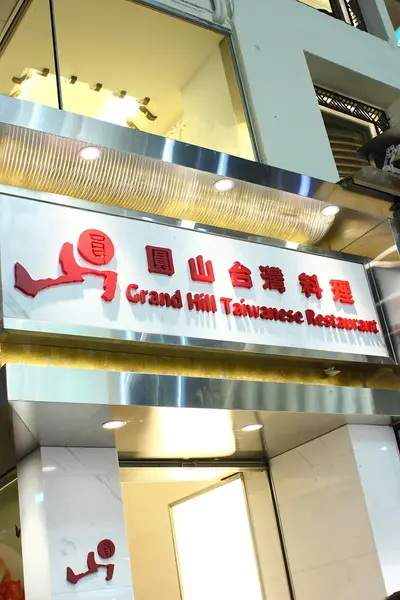 圓山台灣料理
Grand Hill Taiwanese Restaurant